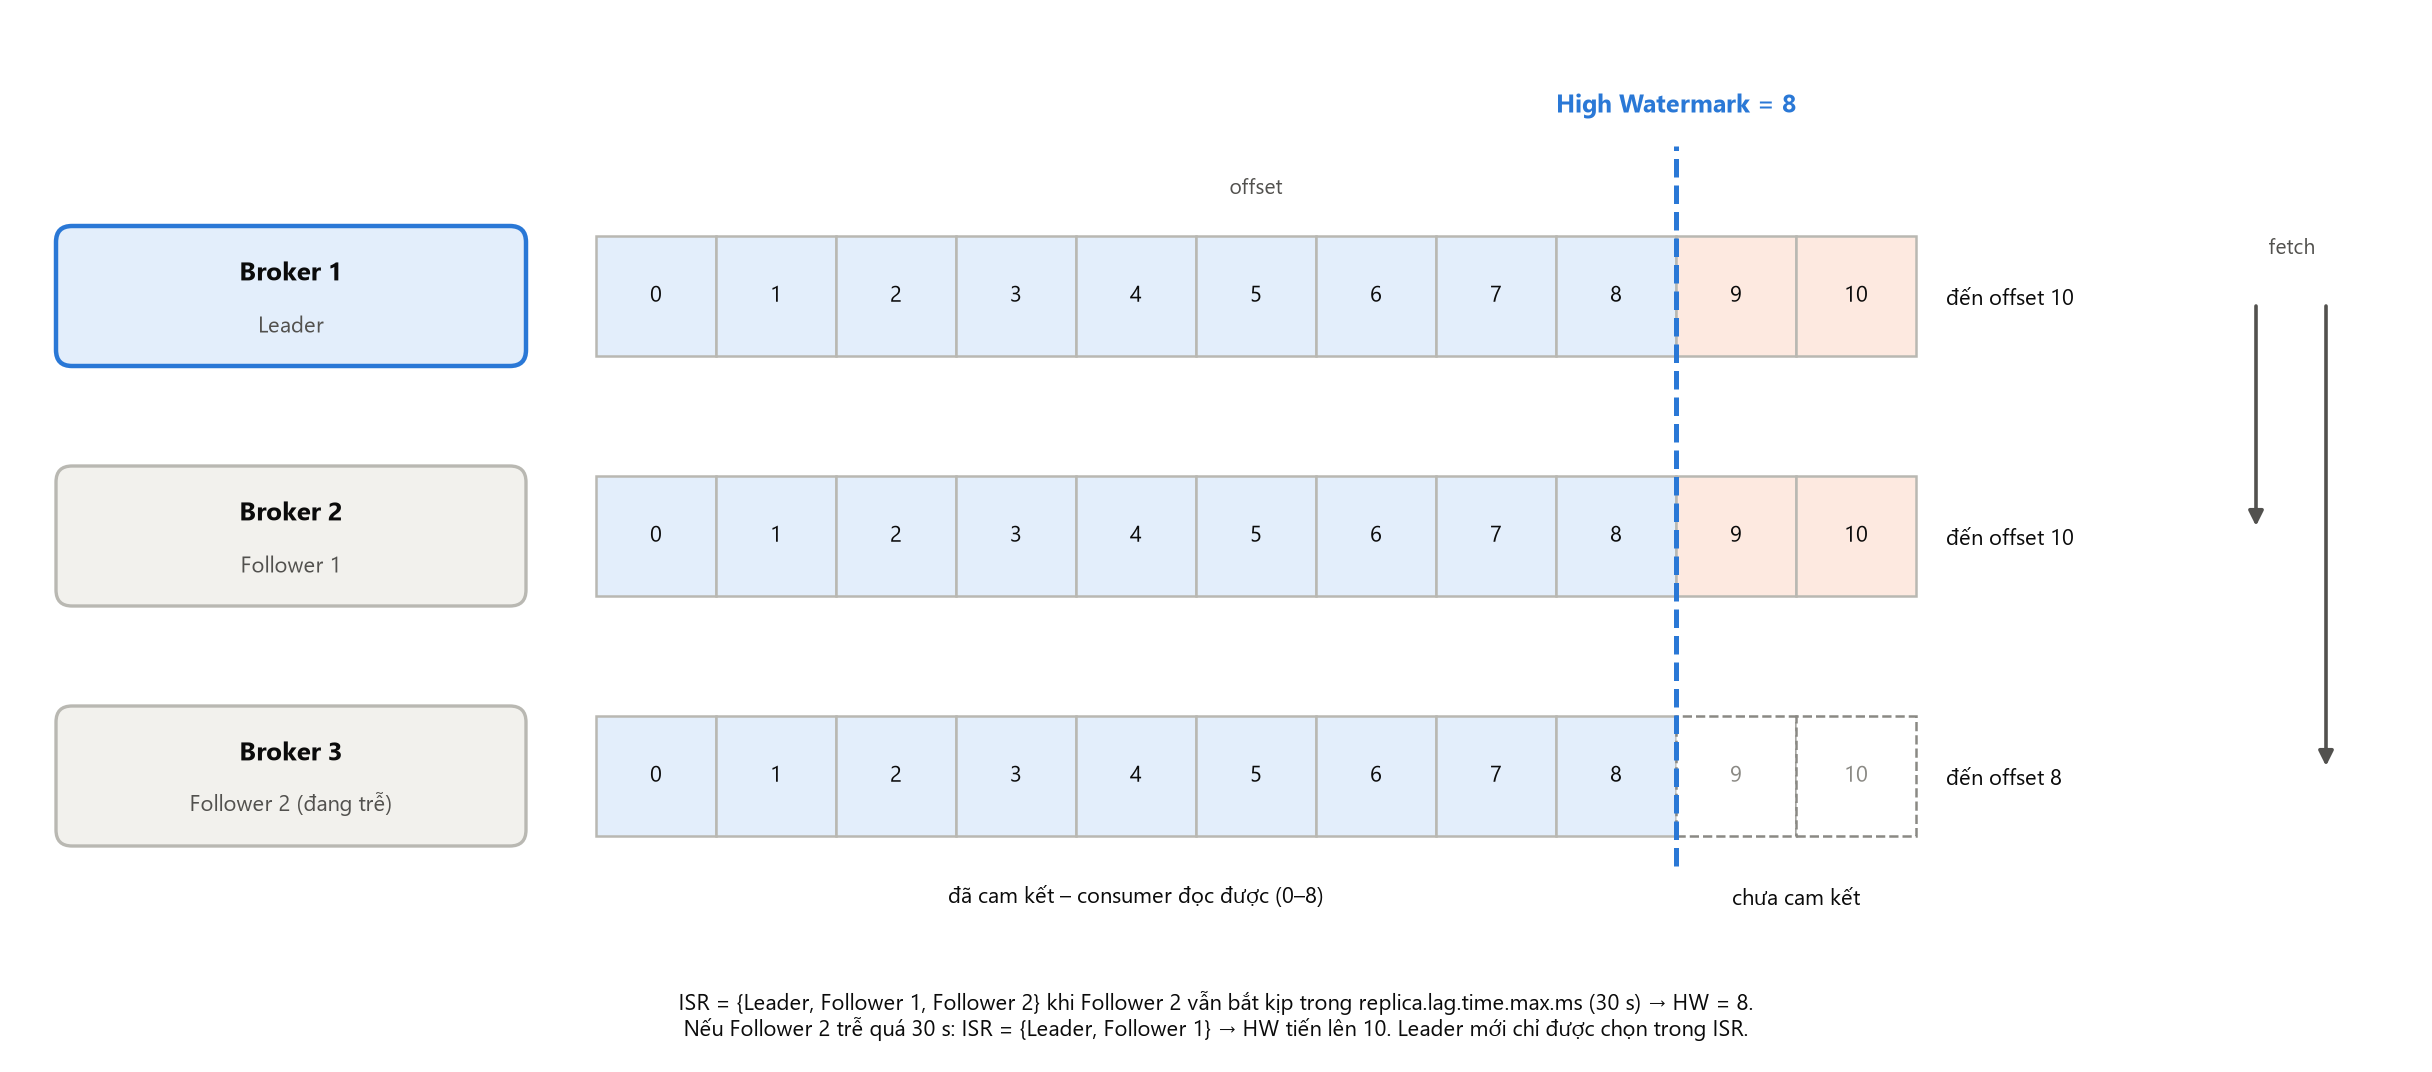 High Watermark = 8
offset
fetch
Broker 1
Leader
0 1 2 3 4 5 6 7 8 9 10
đến offset 10
Broker 2
Follower 1
0 1 2 3 4 5 6 7 8 9 10
đến offset 10
Broker 3
Follower 2 (đang trễ)
0 1 2 3 4 5 6 7 8 9 10
đến offset 8
đã cam kết – consumer đọc được (0–8)
chưa cam kết
ISR = {Leader, Follower 1, Follower 2} khi Follower 2 vẫn bắt kịp trong replica.lag.time.max.ms (30 s) → HW = 8.
Nếu Follower 2 trễ quá 30 s: ISR = {Leader, Follower 1} → HW tiến lên 10. Leader mới chỉ được chọn trong ISR.